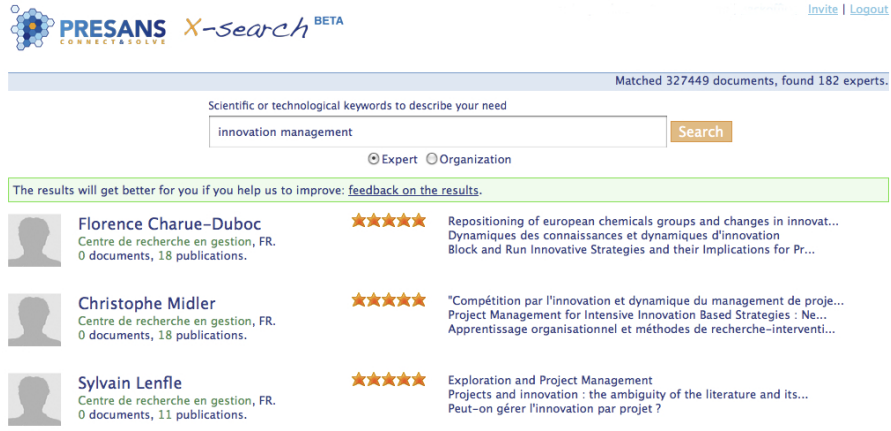 Invite | Logout
PRESANS X-search BETA
CONNECT&SOLVE
Matched 327449 documents, found 182 experts.
Scientific or technological keywords to describe your need
innovation management Search
Expert Organization
The results will get better for you if you help us to improve: feedback on the results.
Florence Charue-Duboc
Centre de recherche en gestion, FR.
0 documents, 18 publications.
Repositioning of european chemicals groups and changes in innovat...
Dynamiques des connaissances et dynamiques d'innovation
Block and Run Innovative Strategies and their Implications for Pr...
Christophe Midler
Centre de recherche en gestion, FR.
0 documents, 18 publications.
"Compétition par l'innovation et dynamique du management de proje...
Project Management for Intensive Innovation Based Strategies : Ne...
Apprentissage organisationnel et méthodes de recherche-interventi...
Sylvain Lenfle
Centre de recherche en gestion, FR.
0 documents, 11 publications.
Exploration and Project Management
Projects and innovation : the ambiguity of the literature and its...
Peut-on gérer l'innovation par projet ?